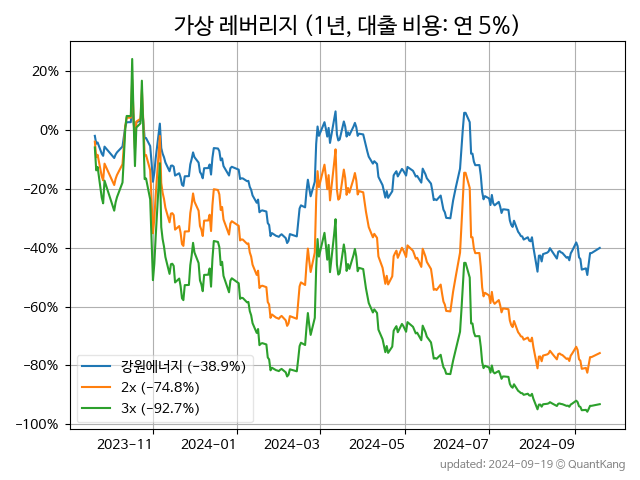 가상 레버리지 (1년, 대출 비용: 연 5%)
20%
0%
−20%
−40%
−60%
−80%
−100%
강원에너지 (−38.9%)
2x (−74.8%)
3x (−92.7%)
2023-11 2024-01 2024-03 2024-05 2024-07 2024-09
updated: 2024-09-19 © QuantKang